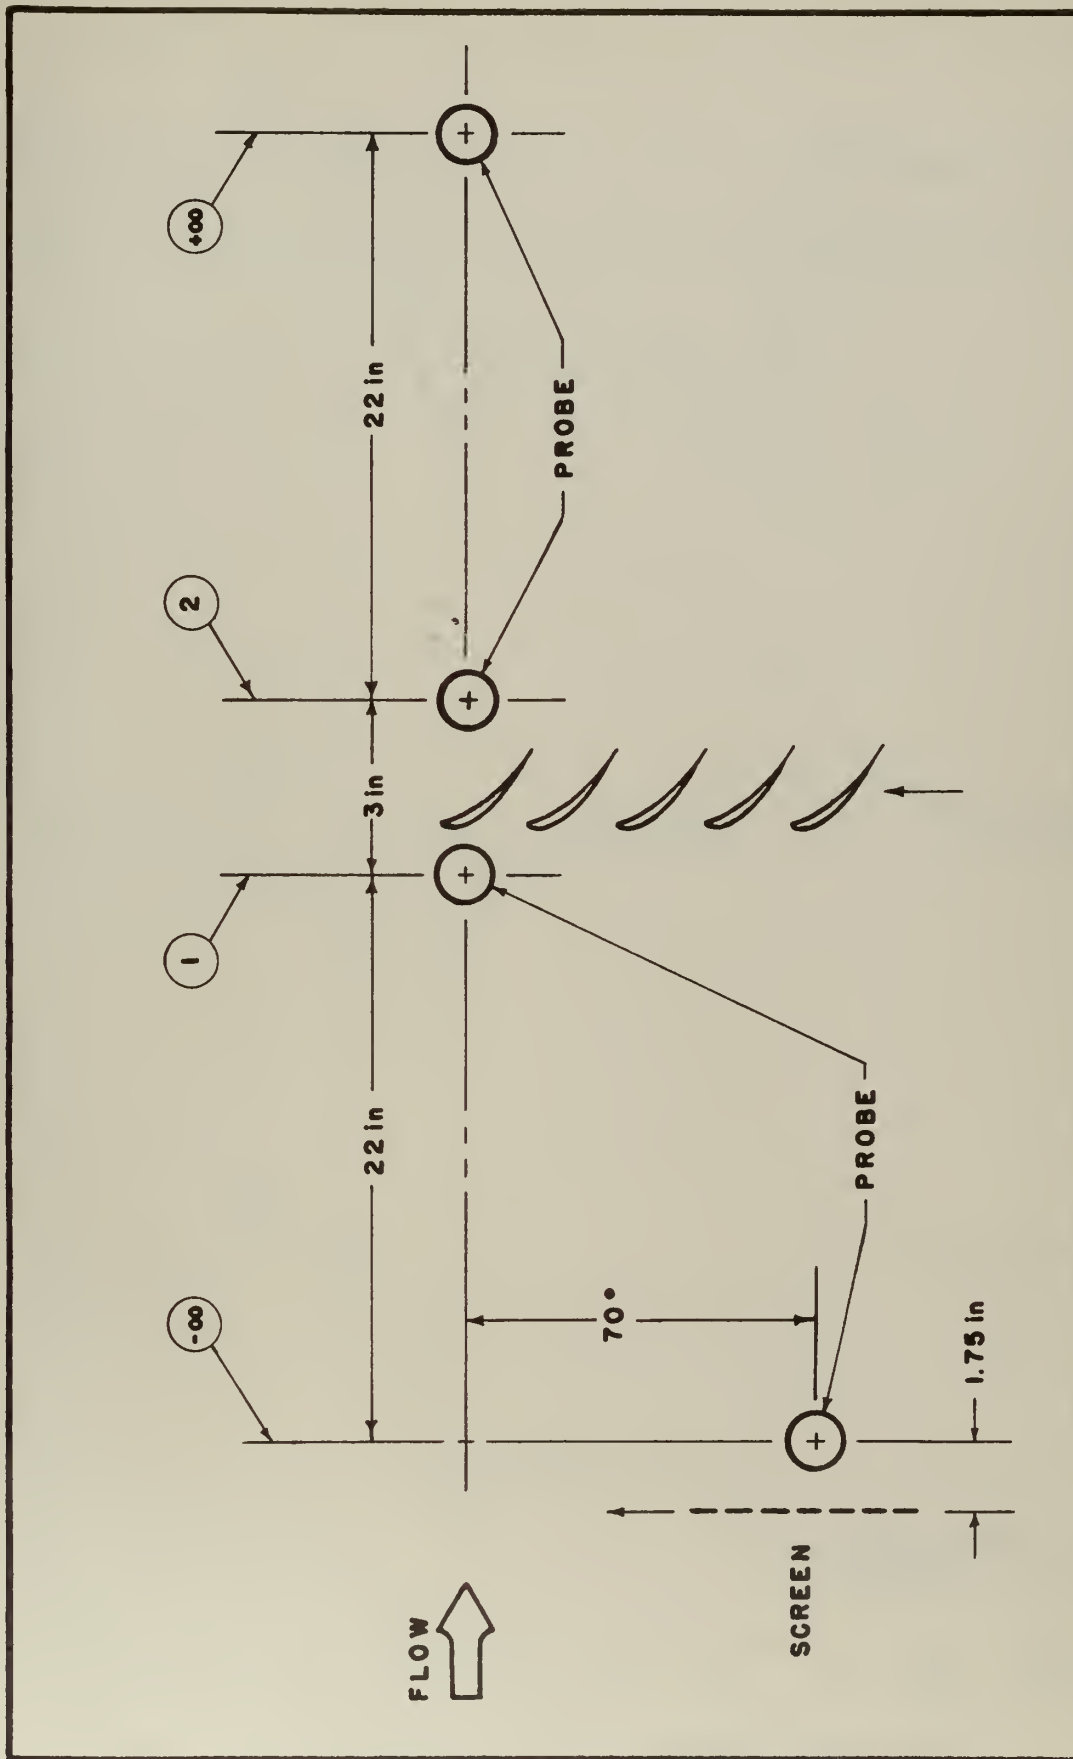 -∞
1
2
+∞
22 in
3 in
22 in
FLOW
70°
PROBE
PROBE
SCREEN
1.75 in